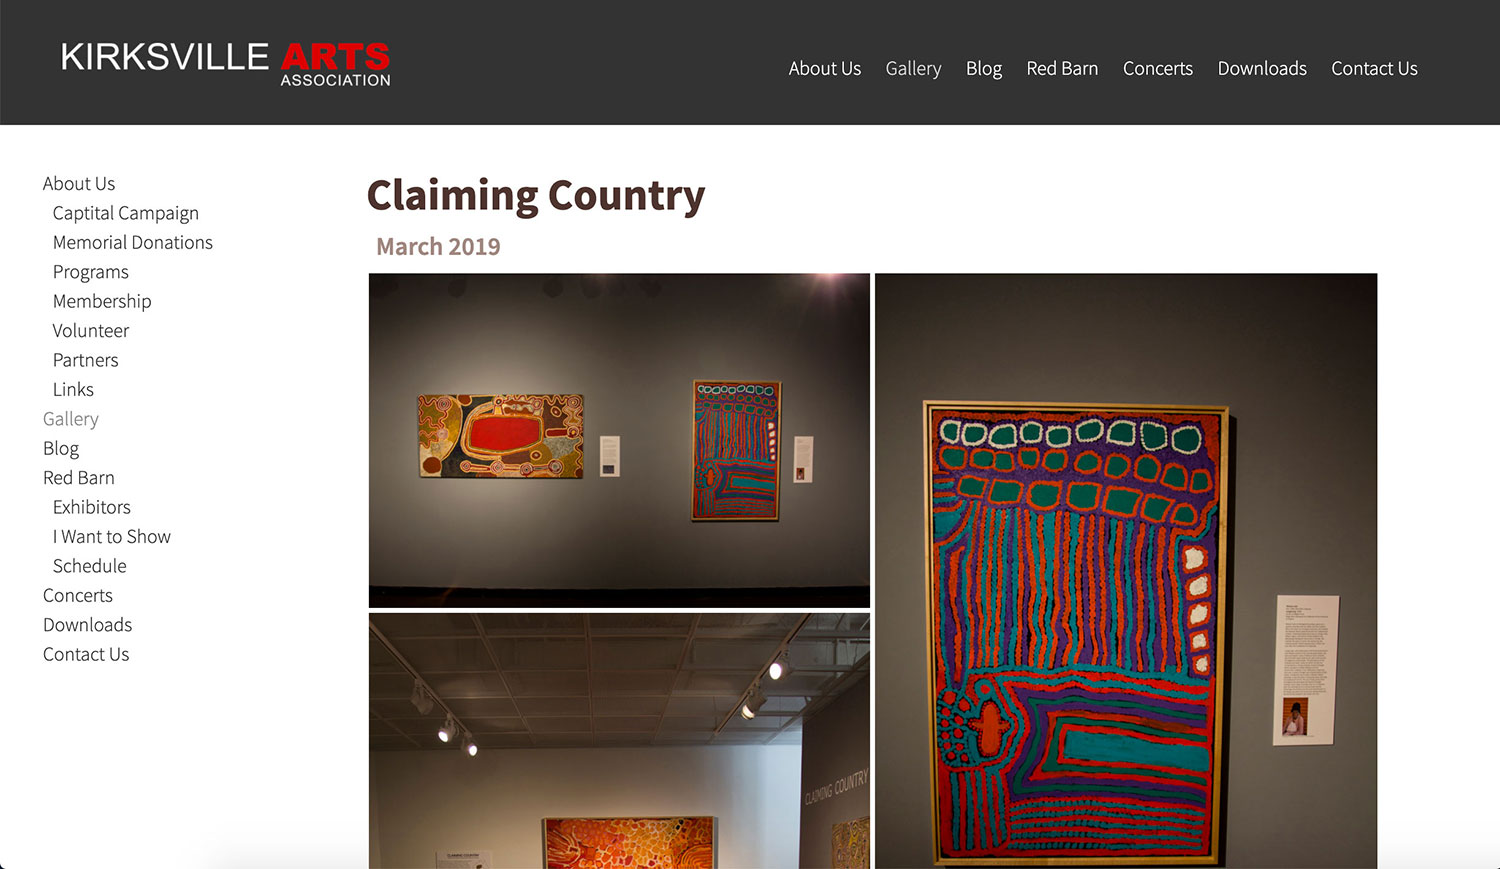 KIRKSVILLE ARTS
ASSOCIATION
About Us Gallery Blog Red Barn Concerts Downloads Contact Us
About Us
Captital Campaign
Memorial Donations
Programs
Membership
Volunteer
Partners
Links
Gallery
Blog
Red Barn
Exhibitors
I Want to Show
Schedule
Concerts
Downloads
Contact Us
Claiming Country
March 2019
CLAIMING COUNTRY
CLAIMING COUNTRY